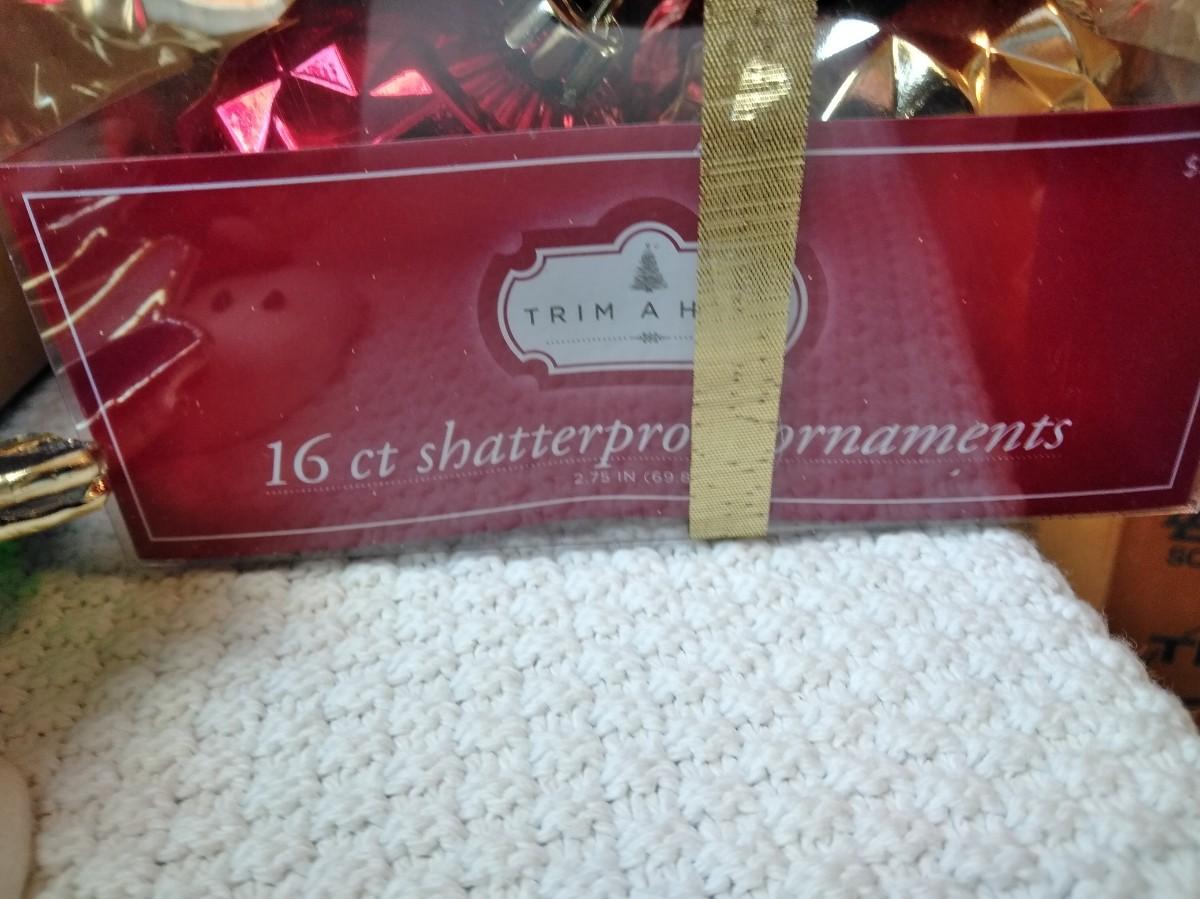 $
TRIM A H
16 ct shatterpro ornaments
2.75 IN (69.8